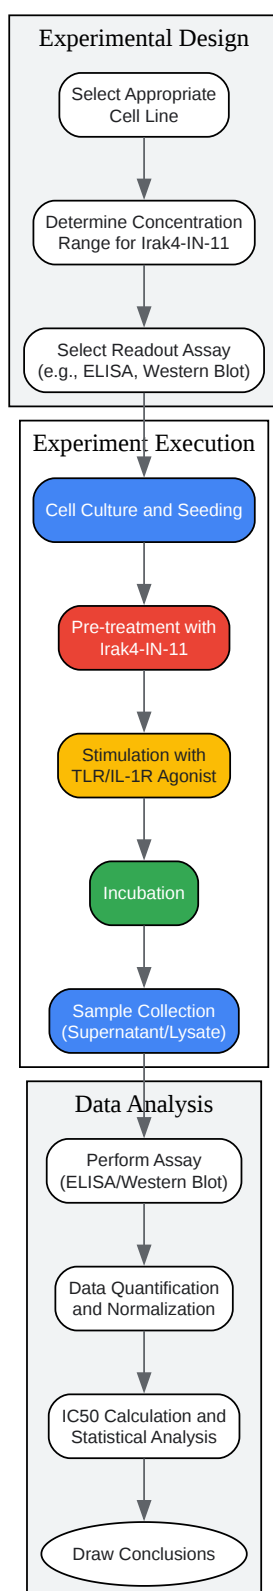 Experimental Design
Select Appropriate
Cell Line
Determine Concentration
Range for Irak4-IN-11
Select Readout Assay
(e.g., ELISA, Western Blot)
Experiment Execution
Cell Culture and Seeding
Pre-treatment with
Irak4-IN-11
Stimulation with
TLR/IL-1R Agonist
Incubation
Sample Collection
(Supernatant/Lysate)
Data Analysis
Perform Assay
(ELISA/Western Blot)
Data Quantification
and Normalization
IC50 Calculation and
Statistical Analysis
Draw Conclusions